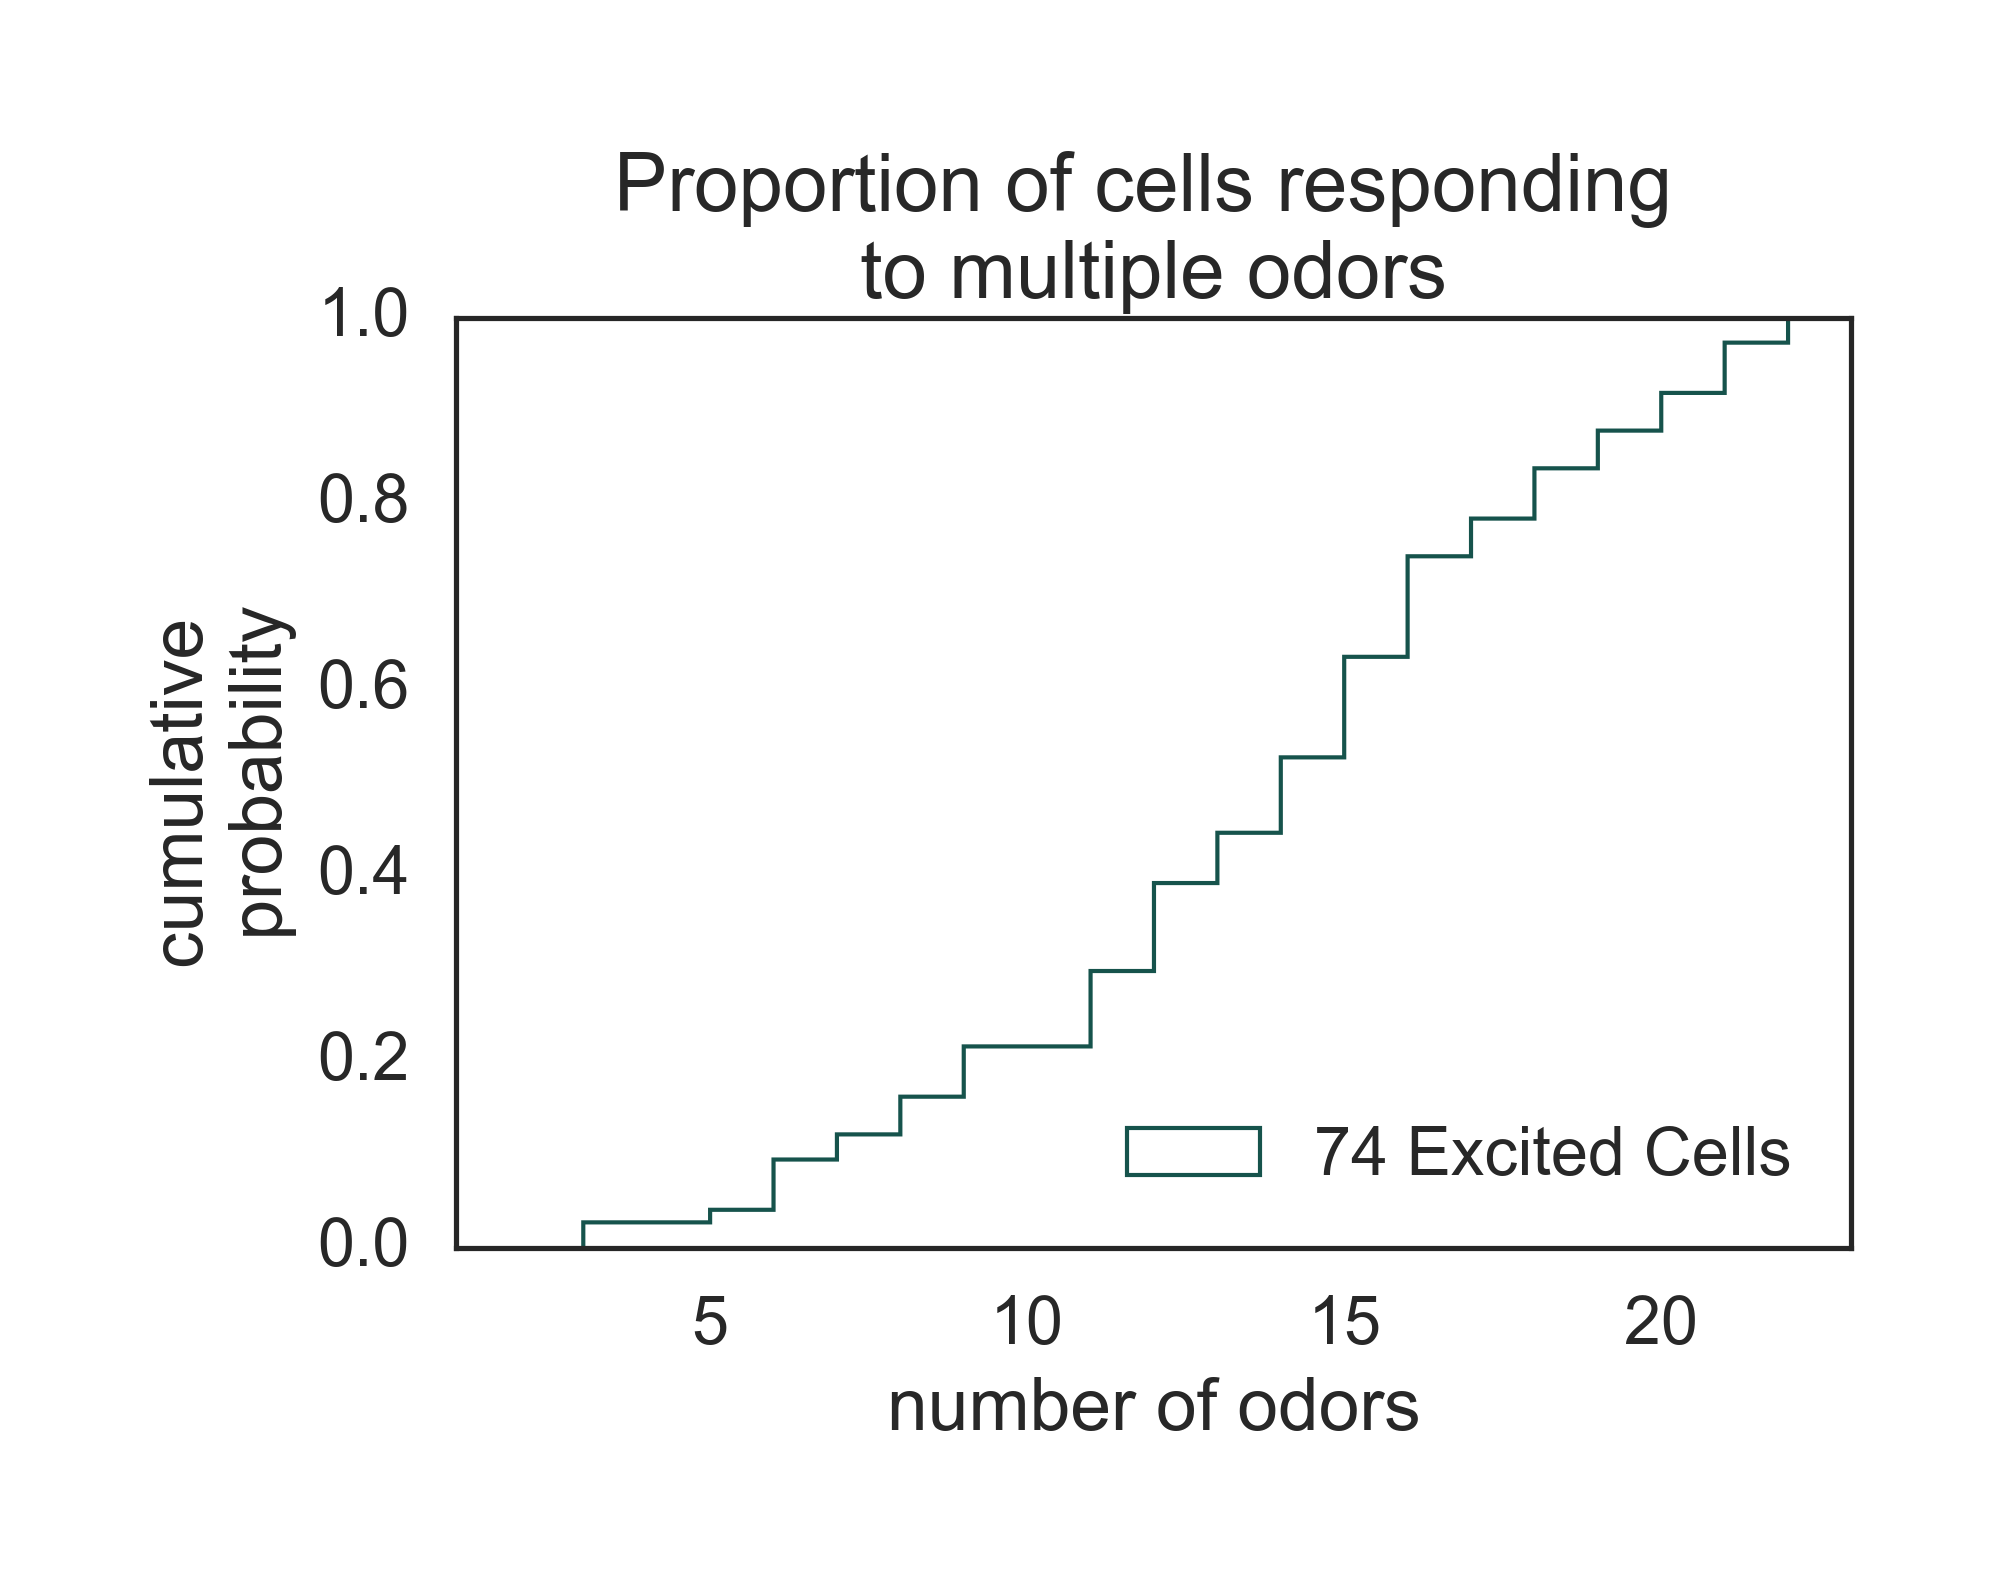 Proportion of cells responding
to multiple odors
cumulative
probability
1.0
0.8
0.6
0.4
0.2
0.0
74 Excited Cells
5 10 15 20
number of odors